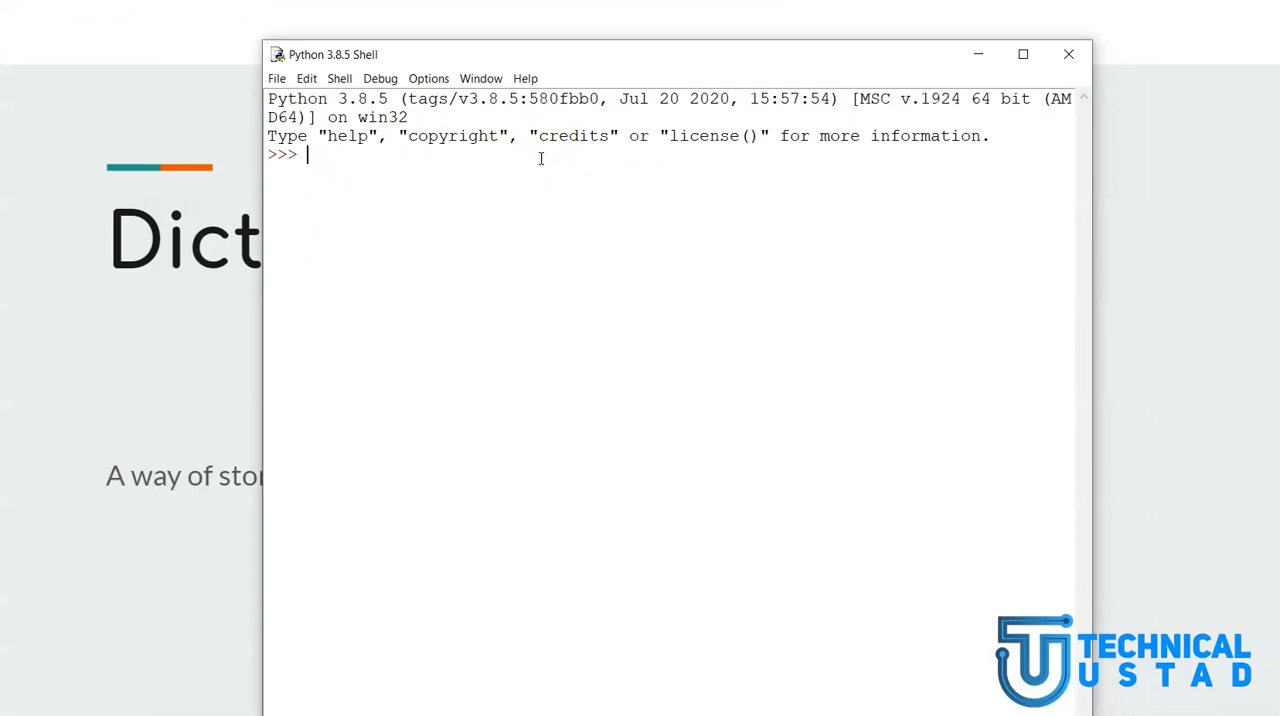 Python 3.8.5 Shell
File Edit Shell Debug Options Window Help
Python 3.8.5 (tags/v3.8.5:580fbb0, Jul 20 2020, 15:57:54) [MSC v.1924 64 bit (AM
D64)] on win32
Type "help", "copyright", "credits" or "license()" for more information.
>>>
Dict
A way of stor
TECHNICAL
USTAD